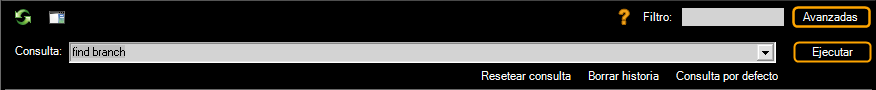 Filtro: Avanzadas
Consulta: find branch Ejecutar
Resetear consulta Borrar historia Consulta por defecto